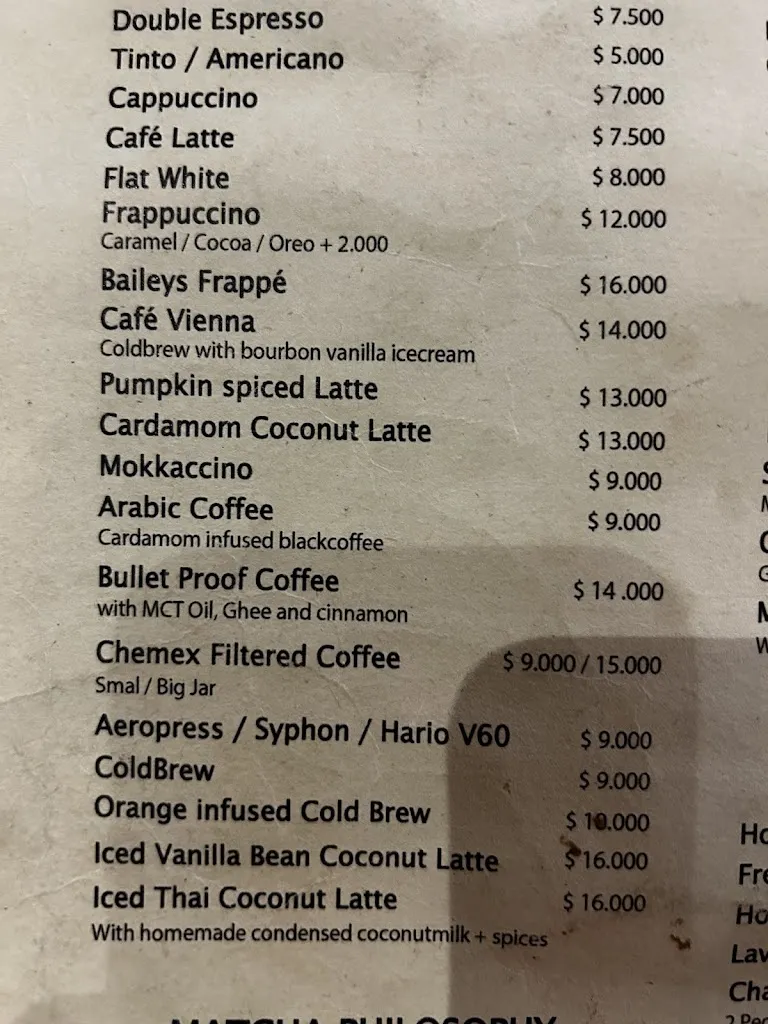 Double Espresso $ 7.500
Tinto / Americano $ 5.000
Cappuccino $ 7.000
Café Latte $ 7.500
Flat White $ 8.000
Frappuccino $ 12.000
Caramel / Cocoa / Oreo + 2.000
Baileys Frappé $ 16.000
Café Vienna $ 14.000
Coldbrew with bourbon vanilla icecream
Pumpkin spiced Latte $ 13.000
Cardamom Coconut Latte $ 13.000
Mokkaccino $ 9.000
Arabic Coffee $ 9.000
Cardamom infused blackcoffee
Bullet Proof Coffee $ 14 .000
with MCT Oil, Ghee and cinnamon
Chemex Filtered Coffee $ 9.000 / 15.000
Smal / Big Jar
Aeropress / Syphon / Hario V60 $ 9.000
ColdBrew $ 9.000
Orange infused Cold Brew $ 10.000
Iced Vanilla Bean Coconut Latte $ 16.000
Iced Thai Coconut Latte $ 16.000
With homemade condensed coconutmilk + spices
MATCHA PHILOSOPHY